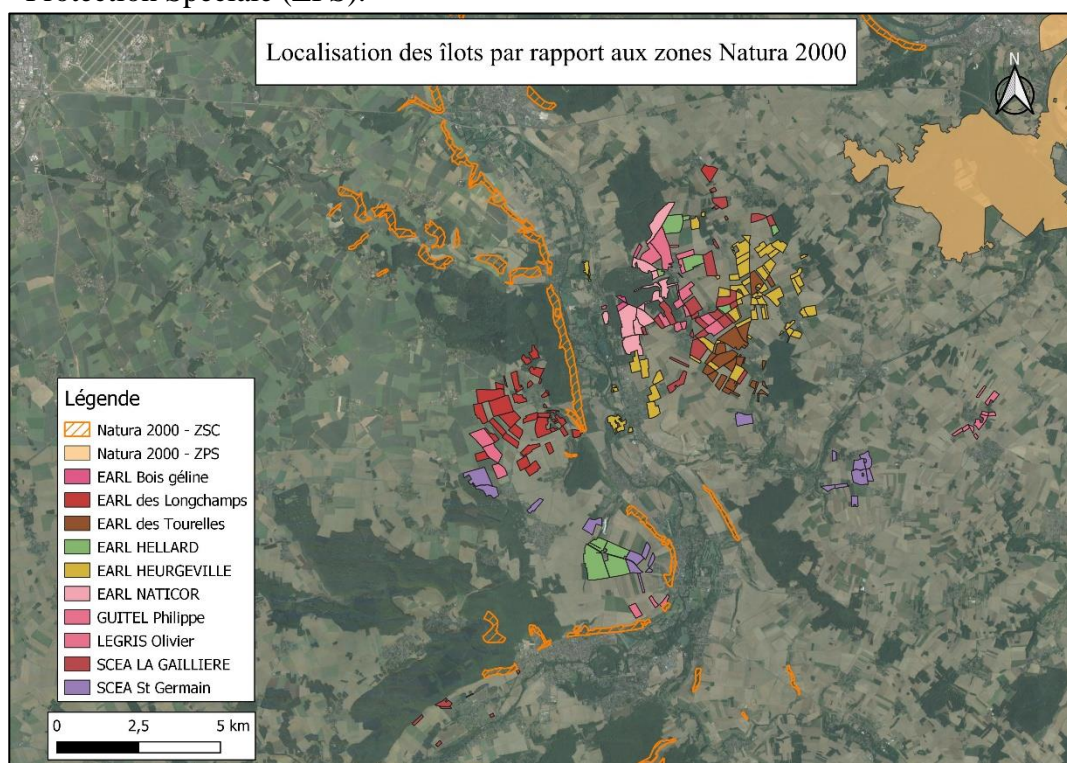 Protection Spéciale (ZPS).
Localisation des îlots par rapport aux zones Natura 2000
N
Légende
Natura 2000 - ZSC
Natura 2000 - ZPS
EARL Bois géline
EARL des Longchamps
EARL des Tourelles
EARL HELLARD
EARL HEURGEVILLE
EARL NATICOR
GUITEL Philippe
LEGRIS Olivier
SCEA LA GAILLIERE
SCEA St Germain
0 2,5 5 km